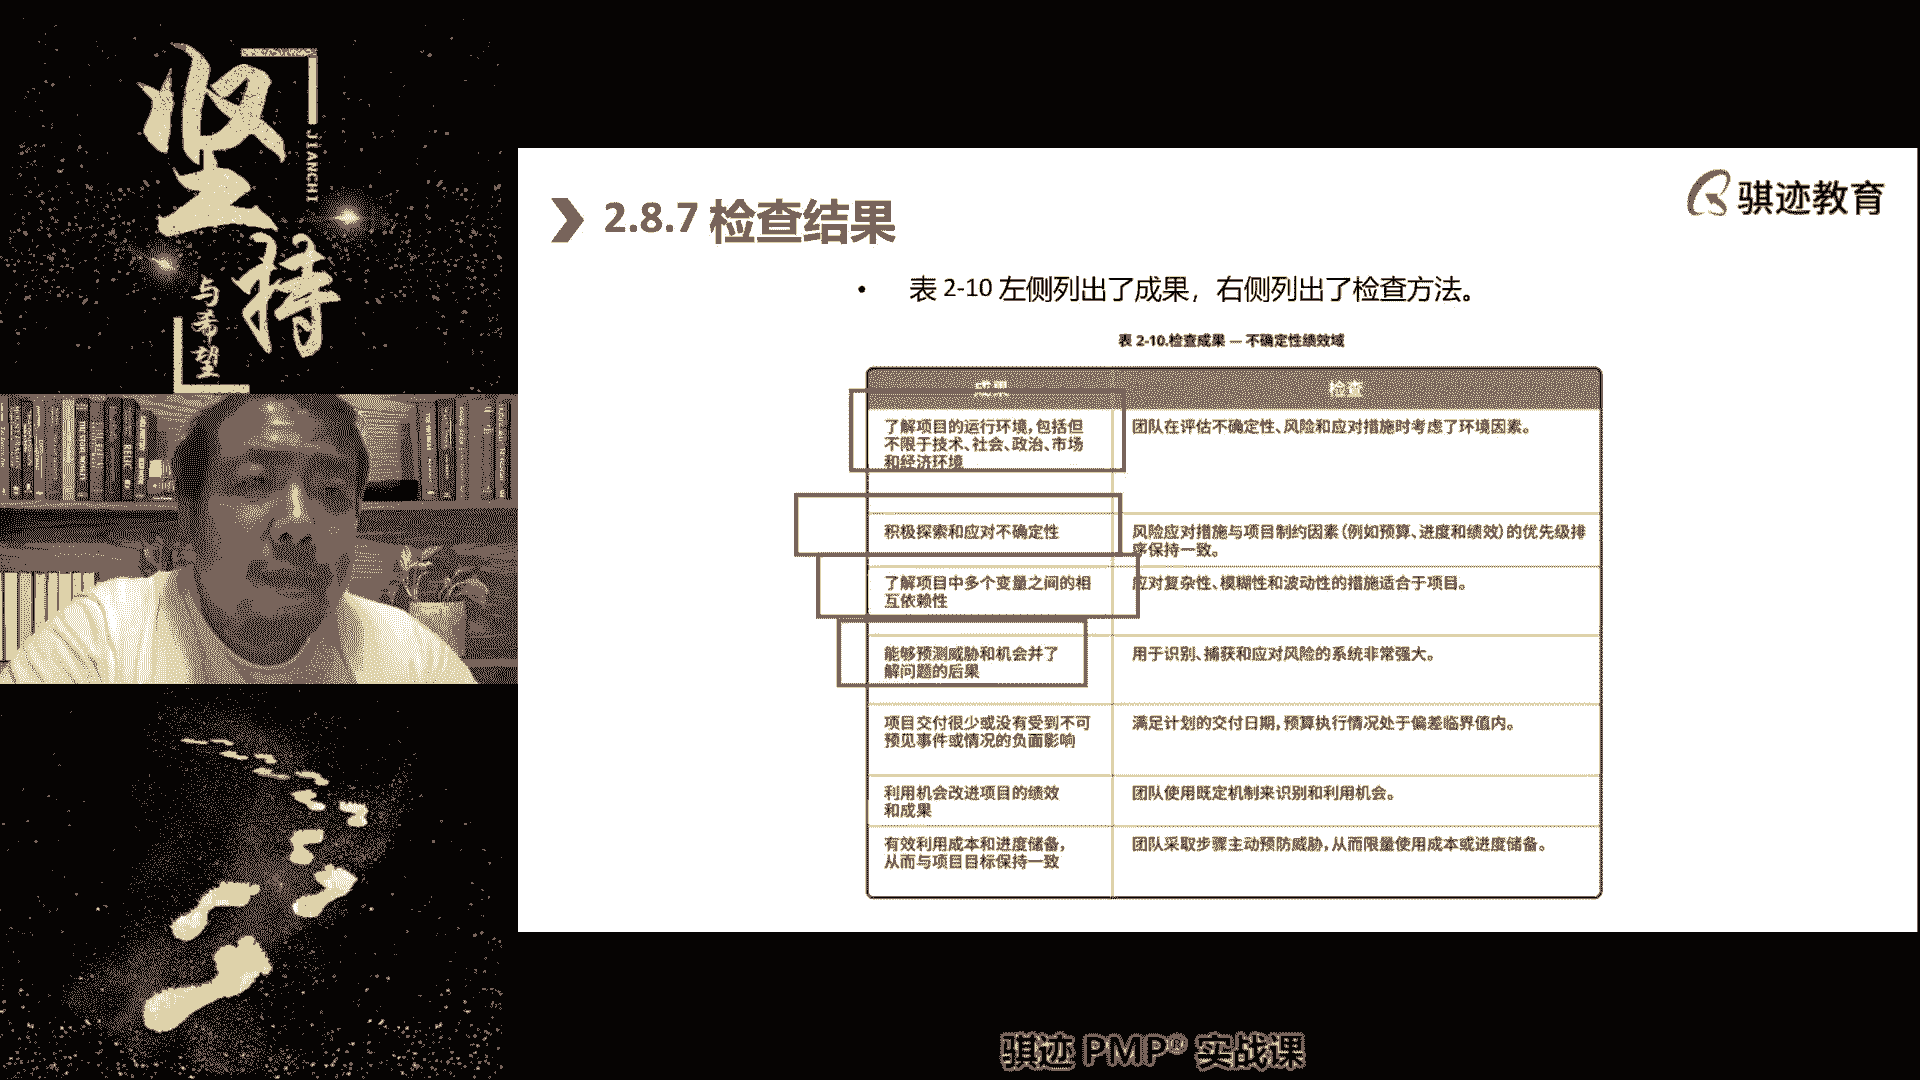 坚持
JIANCHI
与希望
骐迹教育
2.8.7 检查结果
• 表 2-10 左侧列出了成果，右侧列出了检查方法。
表 2-10.检查成果 — 不确定性绩效域
成果
检查
了解项目的运行环境，包括但
不限于技术、社会、政治、市场
和经济环境
团队在评估不确定性、风险和应对措施时考虑了环境因素。
积极探索和应对不确定性
风险应对措施与项目制约因素（例如预算、进度和绩效）的优先级排
序保持一致。
了解项目中多个变量之间的相
互依赖性
应对复杂性、模糊性和波动性的措施适合于项目。
能够预测威胁和机会并了
解问题的后果
用于识别、捕获和应对风险的系统非常强大。
项目交付很少或没有受到不可
预见事件或情况的负面影响
满足计划的交付日期，预算执行情况处于偏差临界值内。
利用机会改进项目的绩效
和成果
团队使用既定机制来识别和利用机会。
有效利用成本和进度储备，
从而与项目目标保持一致
团队采取步骤主动预防威胁，从而限量使用成本或进度储备。
骐迹 PMP® 实战课